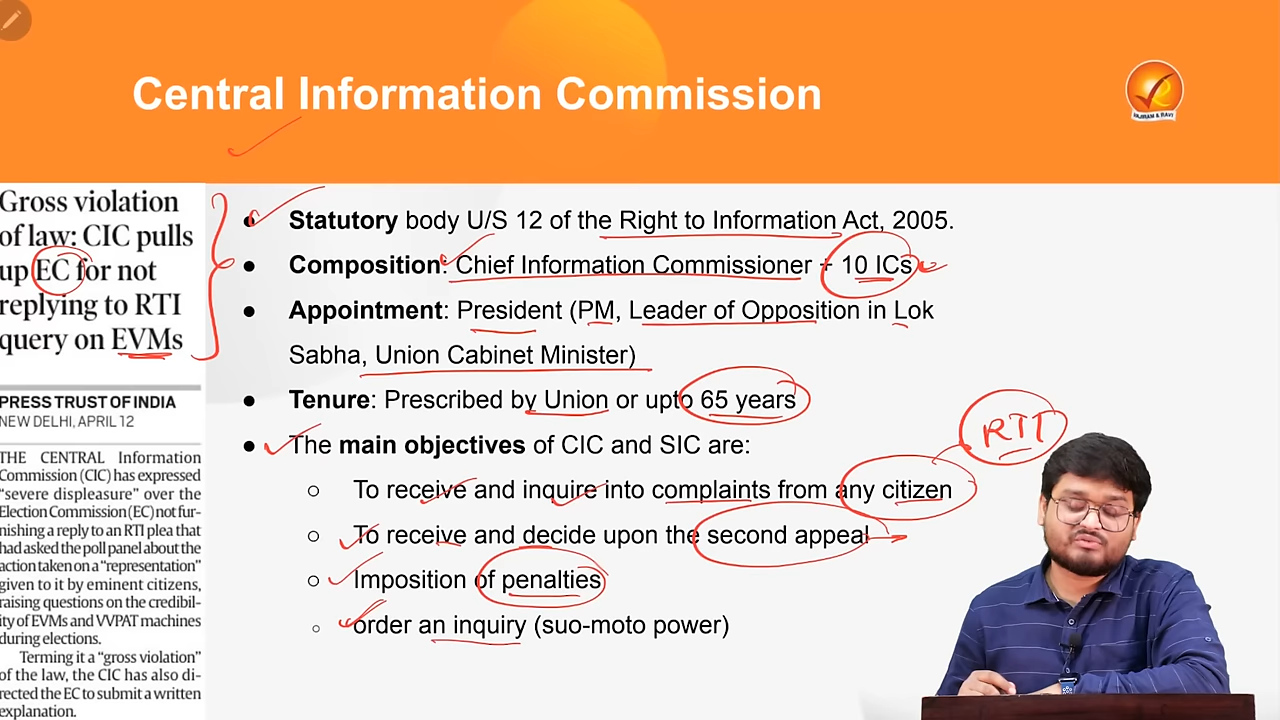 Central Information Commission
VAJIRAM & RAVI
Gross violation
of law: CIC pulls
up EC for not
replying to RTI
query on EVMs
PRESS TRUST OF INDIA
NEW DELHI, APRIL 12
THE CENTRAL Information
Commission (CIC) has expressed
“severe displeasure” over the
Election Commission (EC) not fur-
nishing a reply to an RTI plea that
had asked the poll panel about the
action taken on a “representation”
given to it by eminent citizens,
raising questions on the credibil-
ity of EVMs and VVPAT machines
during elections.
Terming it a “gross violation”
of the law, the CIC has also di-
rected the EC to submit a written
explanation.
● Statutory body U/S 12 of the Right to Information Act, 2005.
● Composition: Chief Information Commissioner + 10 ICs
● Appointment: President (PM, Leader of Opposition in Lok
Sabha, Union Cabinet Minister)
● Tenure: Prescribed by Union or upto 65 years
● The main objectives of CIC and SIC are:
○ To receive and inquire into complaints from any citizen
RTI
○ To receive and decide upon the second appeal
○ Imposition of penalties
○ order an inquiry (suo-moto power)